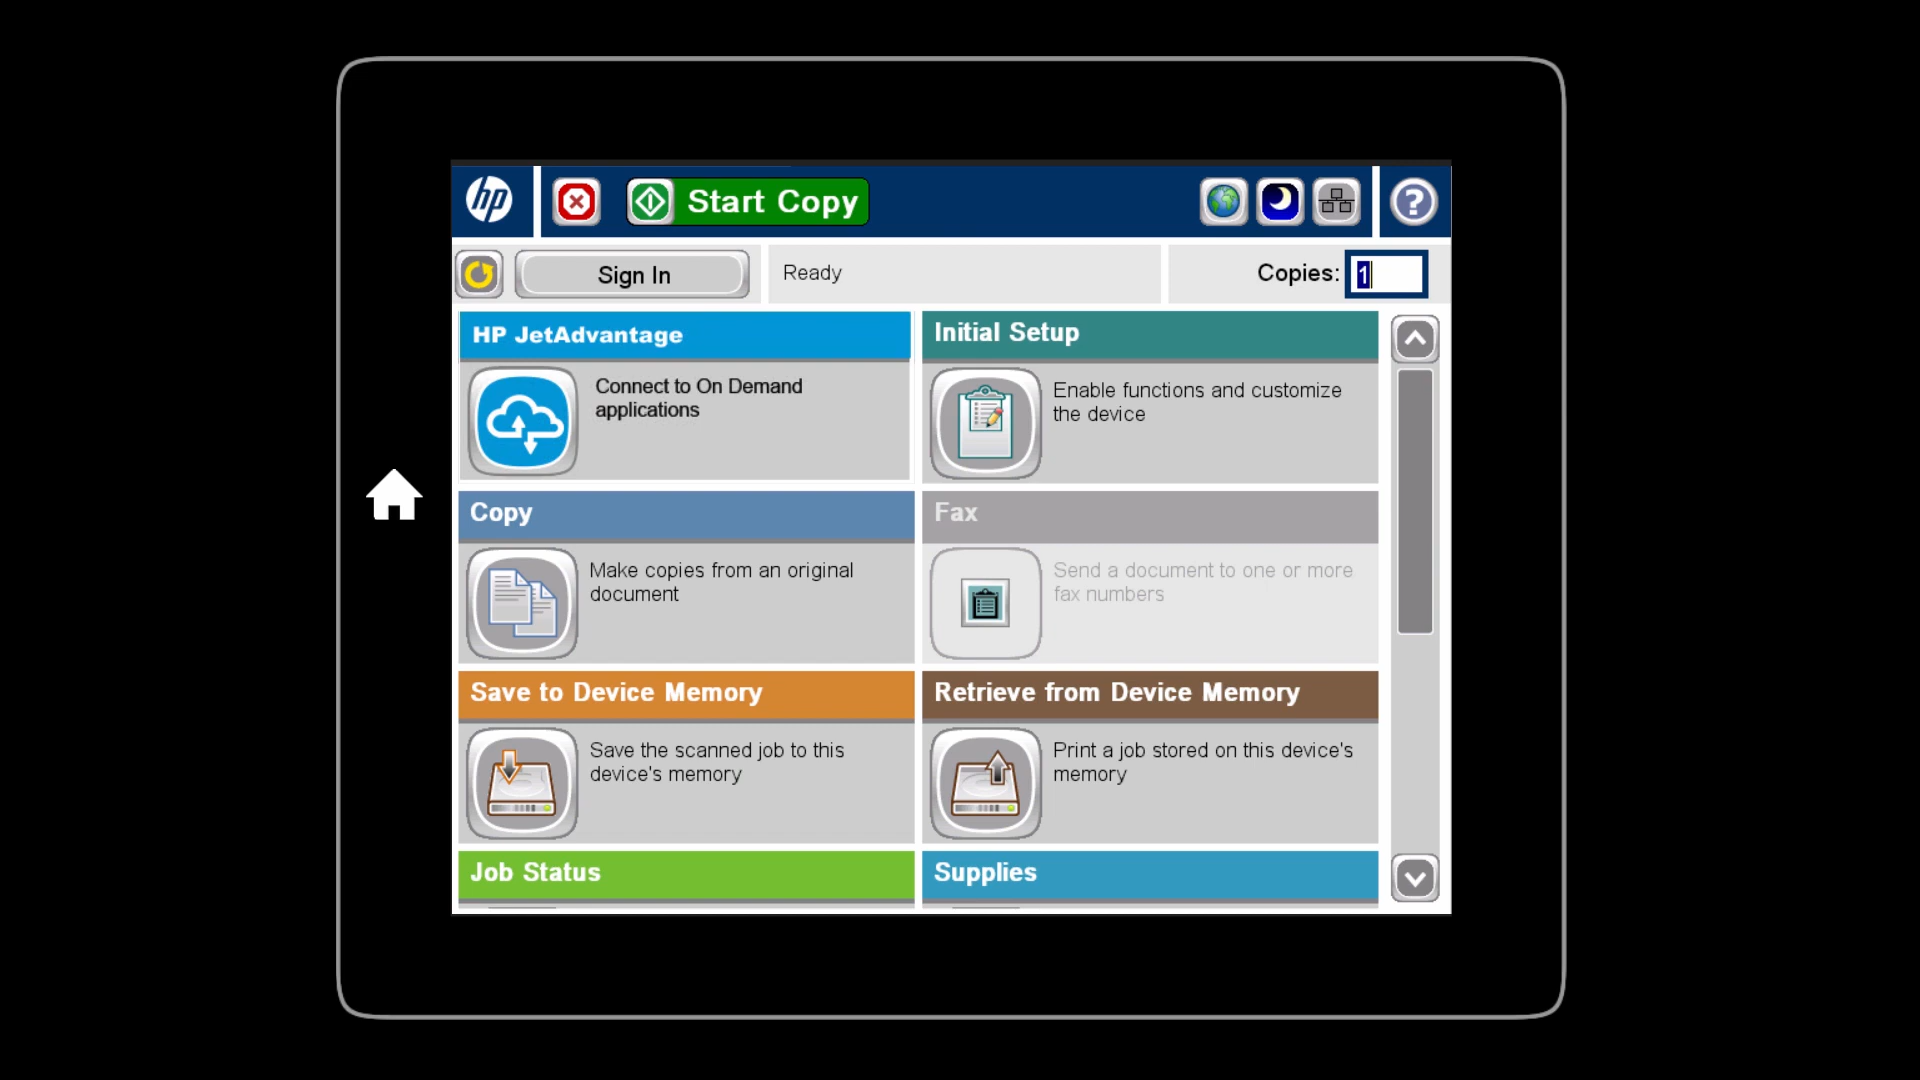 hp
Start Copy
?
Sign In
Ready
Copies: 1
HP JetAdvantage
Connect to On Demand
applications
Initial Setup
Enable functions and customize
the device
Copy
Make copies from an original
document
Fax
Send a document to one or more
fax numbers
Save to Device Memory
Save the scanned job to this
device's memory
Retrieve from Device Memory
Print a job stored on this device's
memory
Job Status
Supplies